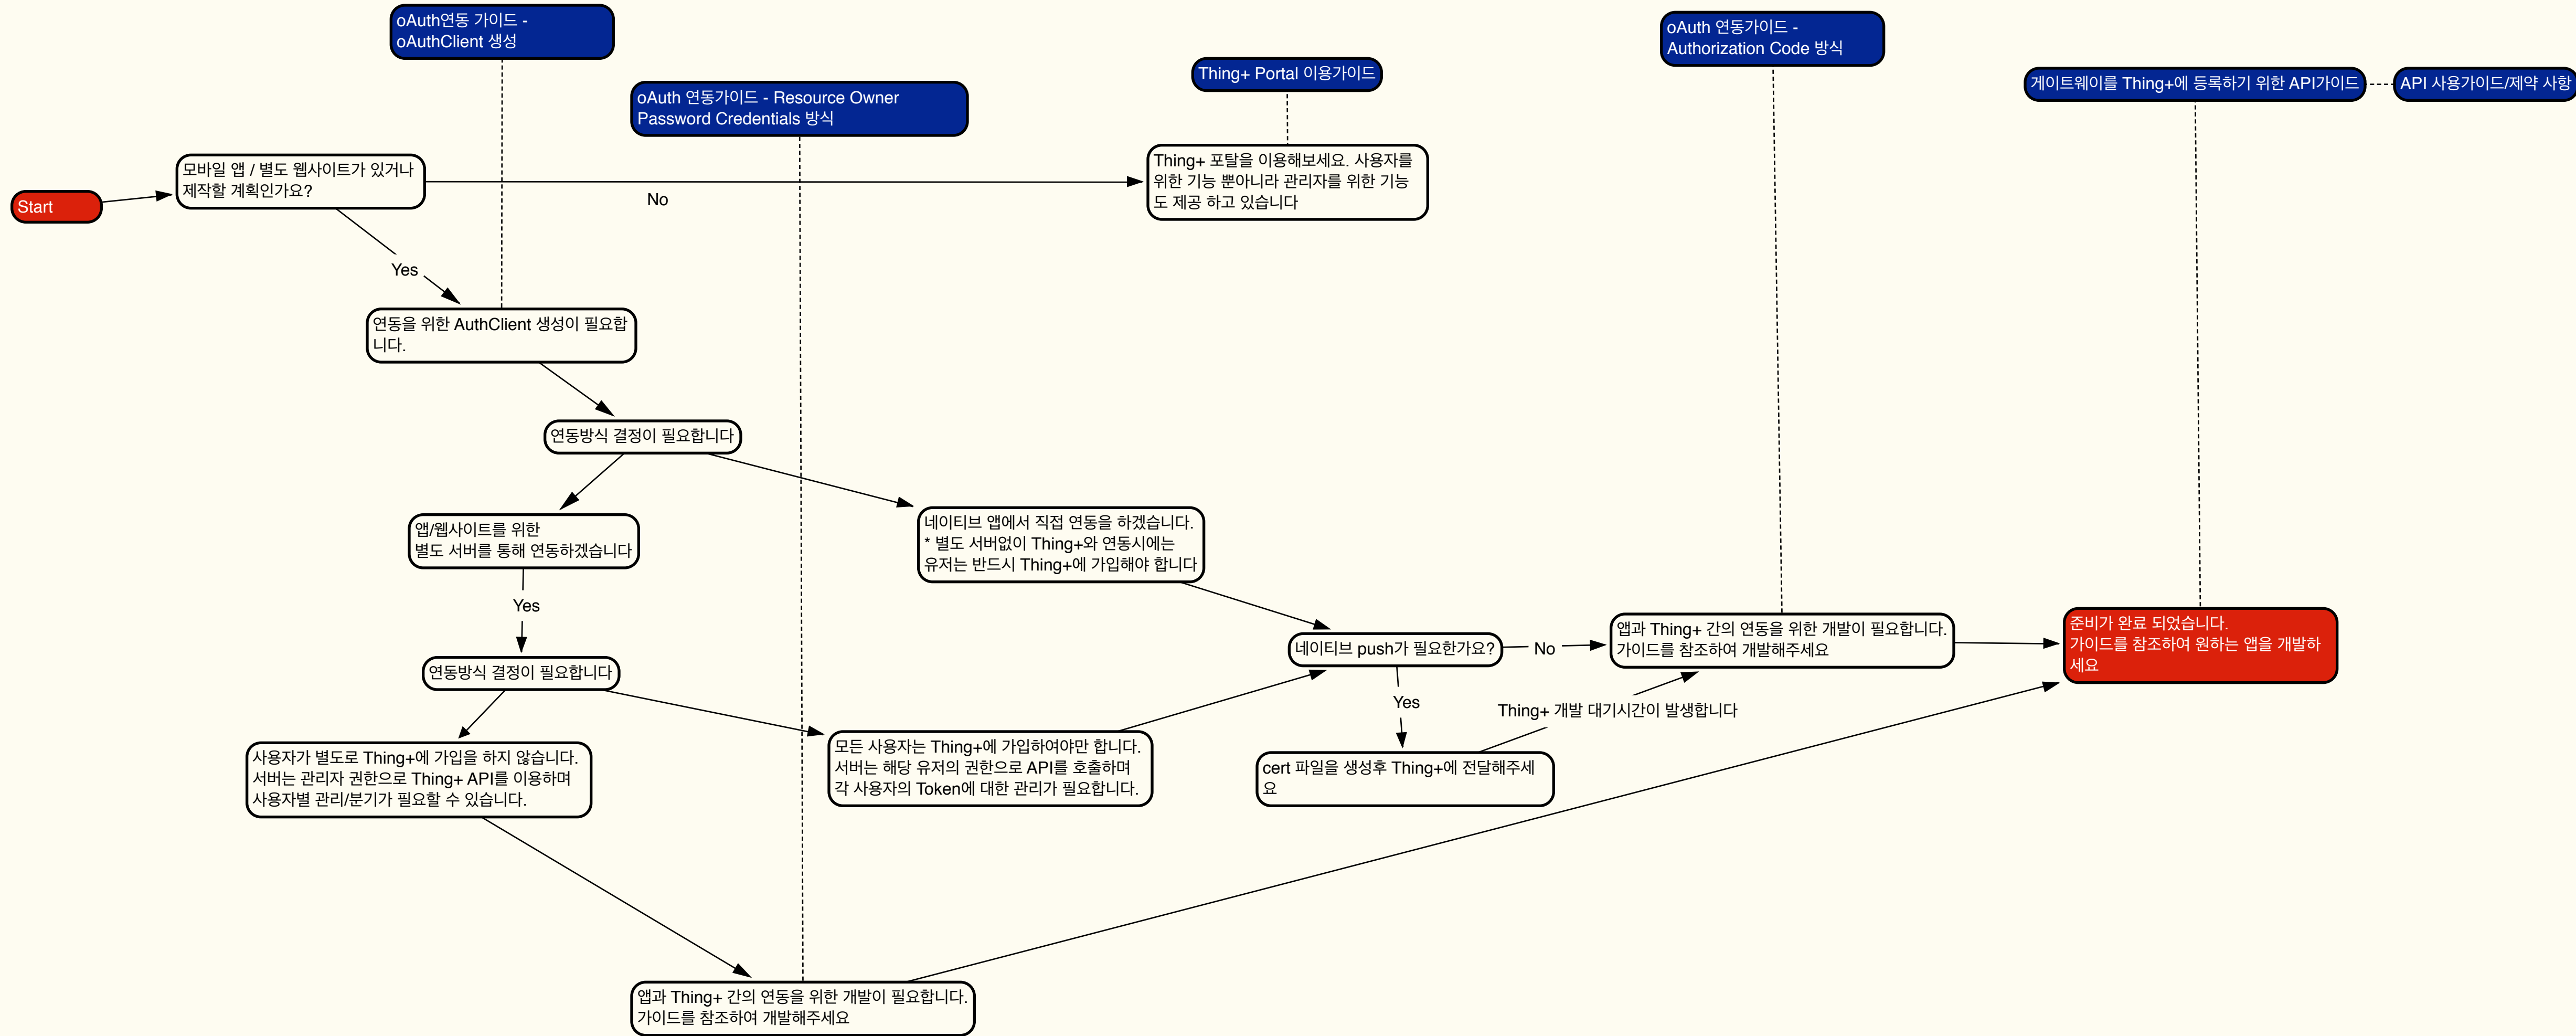 oAuth연동 가이드 -
oAuthClient 생성
oAuth 연동가이드 -
Authorization Code 방식
Thing+ Portal 이용가이드
게이트웨이를 Thing+에 등록하기 위한 API가이드
API 사용가이드/제약 사항
oAuth 연동가이드 - Resource Owner
Password Credentials 방식
모바일 앱 / 별도 웹사이트가 있거나
제작할 계획인가요?
Thing+ 포탈을 이용해보세요. 사용자를
위한 기능 뿐아니라 관리자를 위한 기능
도 제공 하고 있습니다
Start
No
Yes
연동을 위한 AuthClient 생성이 필요합
니다.
연동방식 결정이 필요합니다
앱/웹사이트를 위한
별도 서버를 통해 연동하겠습니다
네이티브 앱에서 직접 연동을 하겠습니다.
* 별도 서버없이 Thing+와 연동시에는
유저는 반드시 Thing+에 가입해야 합니다
Yes
네이티브 push가 필요한가요?
No
앱과 Thing+ 간의 연동을 위한 개발이 필요합니다.
가이드를 참조하여 개발해주세요
준비가 완료 되었습니다.
가이드를 참조하여 원하는 앱을 개발하
세요
연동방식 결정이 필요합니다
Yes
Thing+ 개발 대기시간이 발생합니다
사용자가 별도로 Thing+에 가입을 하지 않습니다.
서버는 관리자 권한으로 Thing+ API를 이용하며
사용자별 관리/분기가 필요할 수 있습니다.
모든 사용자는 Thing+에 가입하여야만 합니다.
서버는 해당 유저의 권한으로 API를 호출하며
각 사용자의 Token에 대한 관리가 필요합니다.
cert 파일을 생성후 Thing+에 전달해주세
요
앱과 Thing+ 간의 연동을 위한 개발이 필요합니다.
가이드를 참조하여 개발해주세요